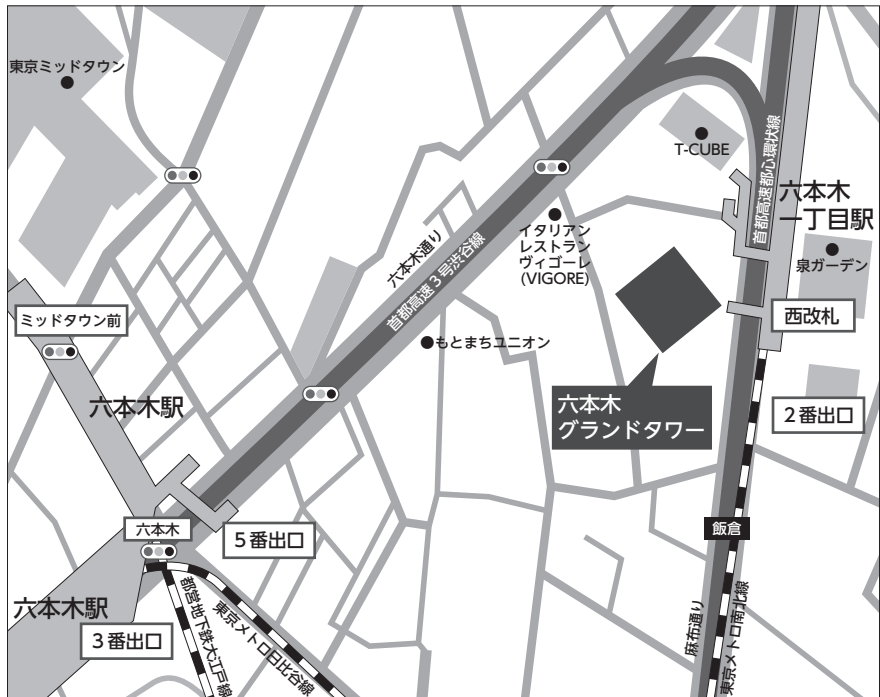 東京ミッドタウン
T-CUBE
首都高速都心環状線
六本木
一丁目駅
イタリアン
レストラン
ヴィゴーレ
(VIGORE)
六本木通り
首都高速3号渋谷線
泉ガーデン
ミッドタウン前
西改札
もとまちユニオン
六本木駅
六本木
グランドタワー
2番出口
六本木
5番出口
飯倉
六本木駅
3番出口
都営地下鉄大江戸線
東京メトロ日比谷線
麻布通り
東京メトロ南北線